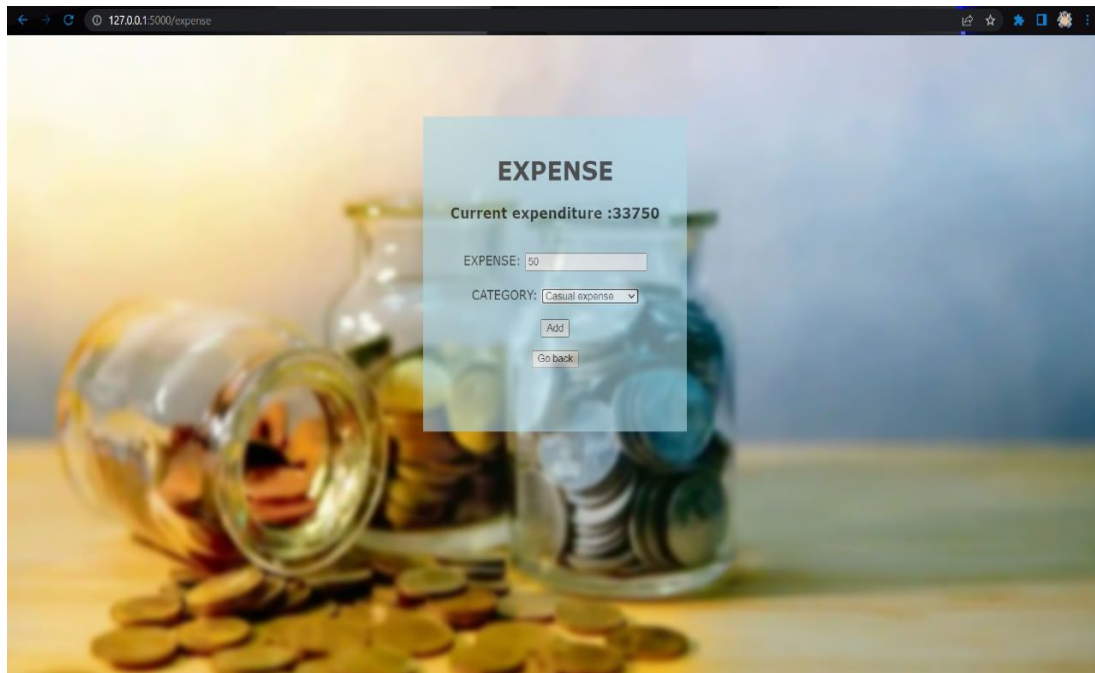 127.0.0.1:5000/expense
EXPENSE
Current expenditure :33750
EXPENSE: 50
CATEGORY: Casual expense
Add
Go back